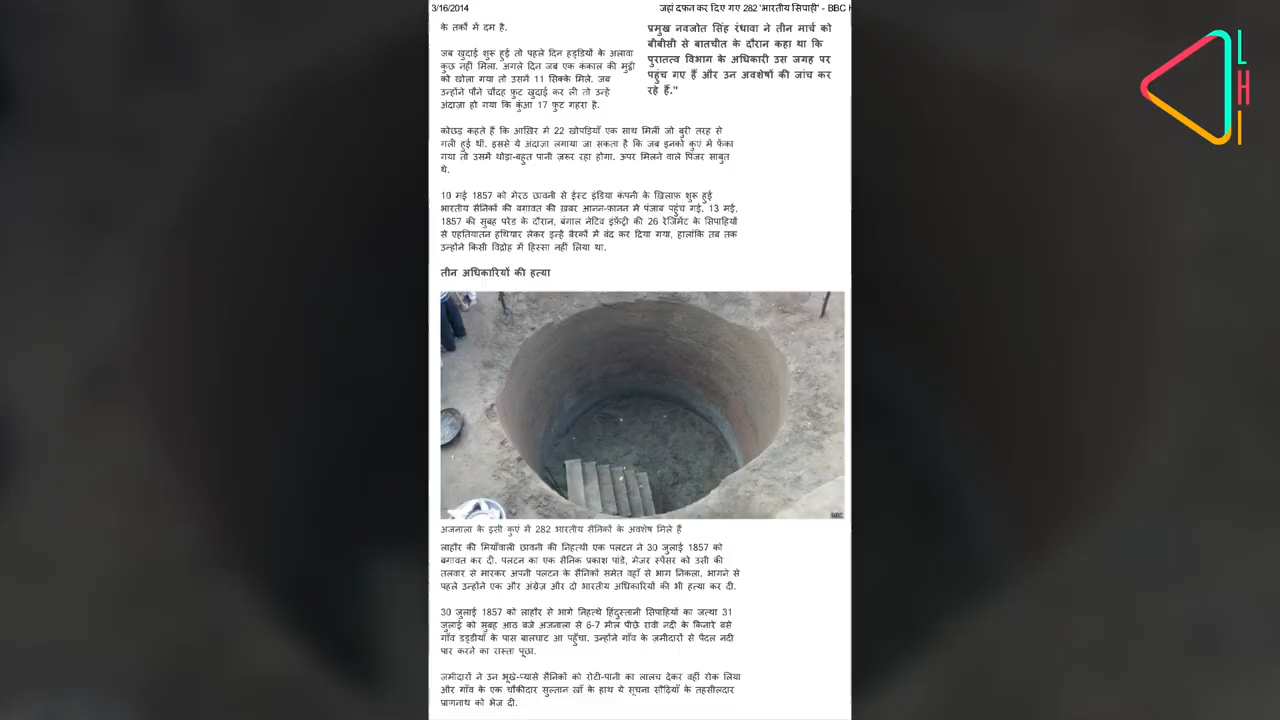 3/16/2014
जहां दफ़न कर दिए गए 282 'भारतीय सिपाही' - BBC H
के तर्कों में दम है.
प्रमुख नवजोत सिंह रंधावा ने तीन मार्च को
बीबीसी से बातचीत के दौरान कहा था कि
पुरातत्व विभाग के अधिकारी उस जगह पर
पहुंच गए हैं और उन अवशेषों की जांच कर
रहे हैं."
जब खुदाई शुरू हुई तो पहले दिन हड्डियों के अलावा
कुछ नहीं मिला. अगले दिन जब एक कंकाल की मुट्ठी
को खोला गया तो उसमें 11 सिक्के मिले. जब
उन्होंने पौने चौदह फ़ुट खुदाई कर ली तो उन्हें
अंदाज़ा हो गया कि कुंआ 17 फुट गहरा है.
कोछड़ कहते हैं कि आख़िर में 22 खोपड़ियाँ एक साथ मिलीं जो बुरी तरह से
गली हुई थीं. इससे ये अंदाज़ा लगाया जा सकता है कि जब इनको कुएं में फेंका
गया तो उसमें थोड़ा-बहुत पानी ज़रूर रहा होगा. ऊपर मिलने वाले पिंजर साबुत
थे.
10 मई 1857 को मेरठ छावनी से ईस्ट इंडिया कंपनी के ख़िलाफ़ शुरू हुई
भारतीय सैनिकों की बगावत की ख़बर आनन-फ़ानन में पंजाब पहुंच गई. 13 मई,
1857 की सुबह परेड के दौरान, बंगाल नेटिव इंफ़ेंट्री की 26 रेजिमेंट के सिपाहियों
से एहतियातन हथियार लेकर इन्हें बैरकों में बंद कर दिया गया, हालांकि तब तक
उन्होंने किसी विद्रोह में हिस्सा नहीं लिया था.
तीन अधिकारियों की हत्या
BBC
अजनाला के इसी कुएं में 282 भारतीय सैनिकों के अवशेष मिले हैं
लाहौर की मियाँवाली छावनी की निहत्थी एक पलटन ने 30 जुलाई 1857 को
बगावत कर दी. पलटन का एक सैनिक प्रकाश पांडे, मेजर स्पेंसर को उसी की
तलवार से मारकर अपनी पलटन के सैनिकों समेत वहाँ से भाग निकला. भागने से
पहले उन्होंने एक और अंग्रेज़ और दो भारतीय अधिकारियों की भी हत्या कर दी.
30 जुलाई 1857 को लाहौर से भागे निहत्थे हिंदुस्तानी सिपाहियों का जत्था 31
जुलाई को सुबह आठ बजे अजनाला से 6-7 मील पीछे रावी नदी के किनारे बसे
गाँव डड्डीयाँ के पास बालघाट आ पहुँचा. उन्होंने गाँव के ज़मींदारों से पैदल नदी
पार करने का रास्ता पूछा.
ज़मींदारों ने उन भूखे-प्यासे सैनिकों को रोटी-पानी का लालच देकर वहीं रोक लिया
और गाँव के एक चौकीदार सुल्तान ख़ाँ के हाथ ये सूचना सौढ़ियाँ के तहसीलदार
प्राणनाथ को भेज दी.
L
H
I